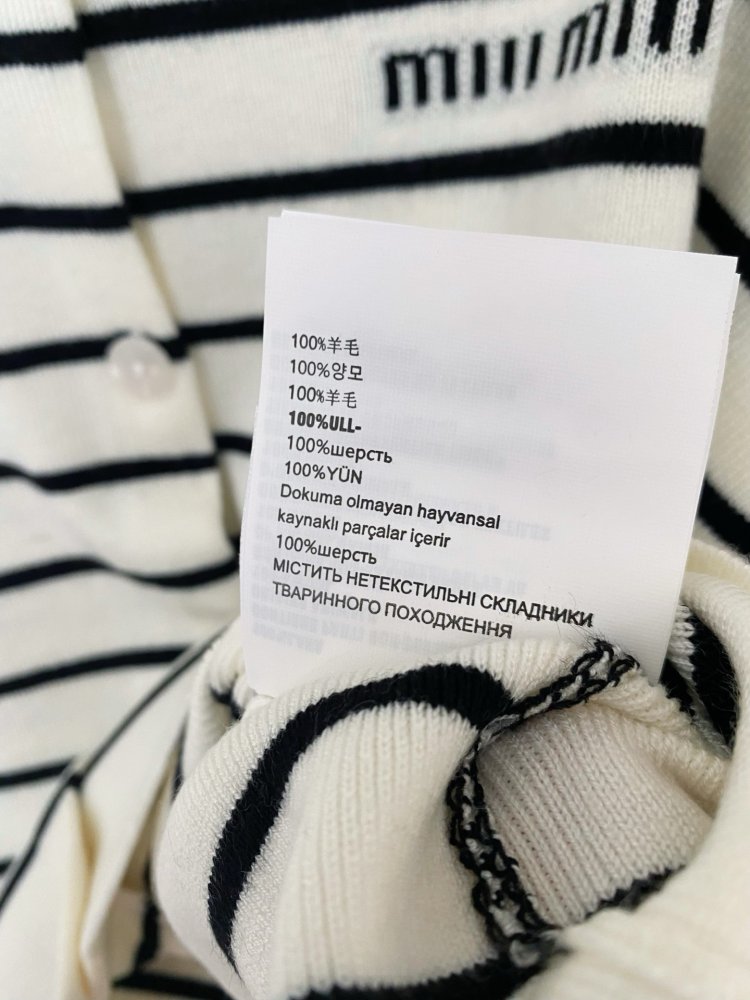 miu miu
100%羊毛
100%양모
100%羊毛
100%ULL-
100%шерсть
100%YÜN
Dokuma olmayan hayvansal
kaynaklı parçalar içerir
100%шерсть
МІСТИТЬ НЕТЕКСТИЛЬНІ СКЛАДНИКИ
ТВАРИННОГО ПОХОДЖЕННЯ